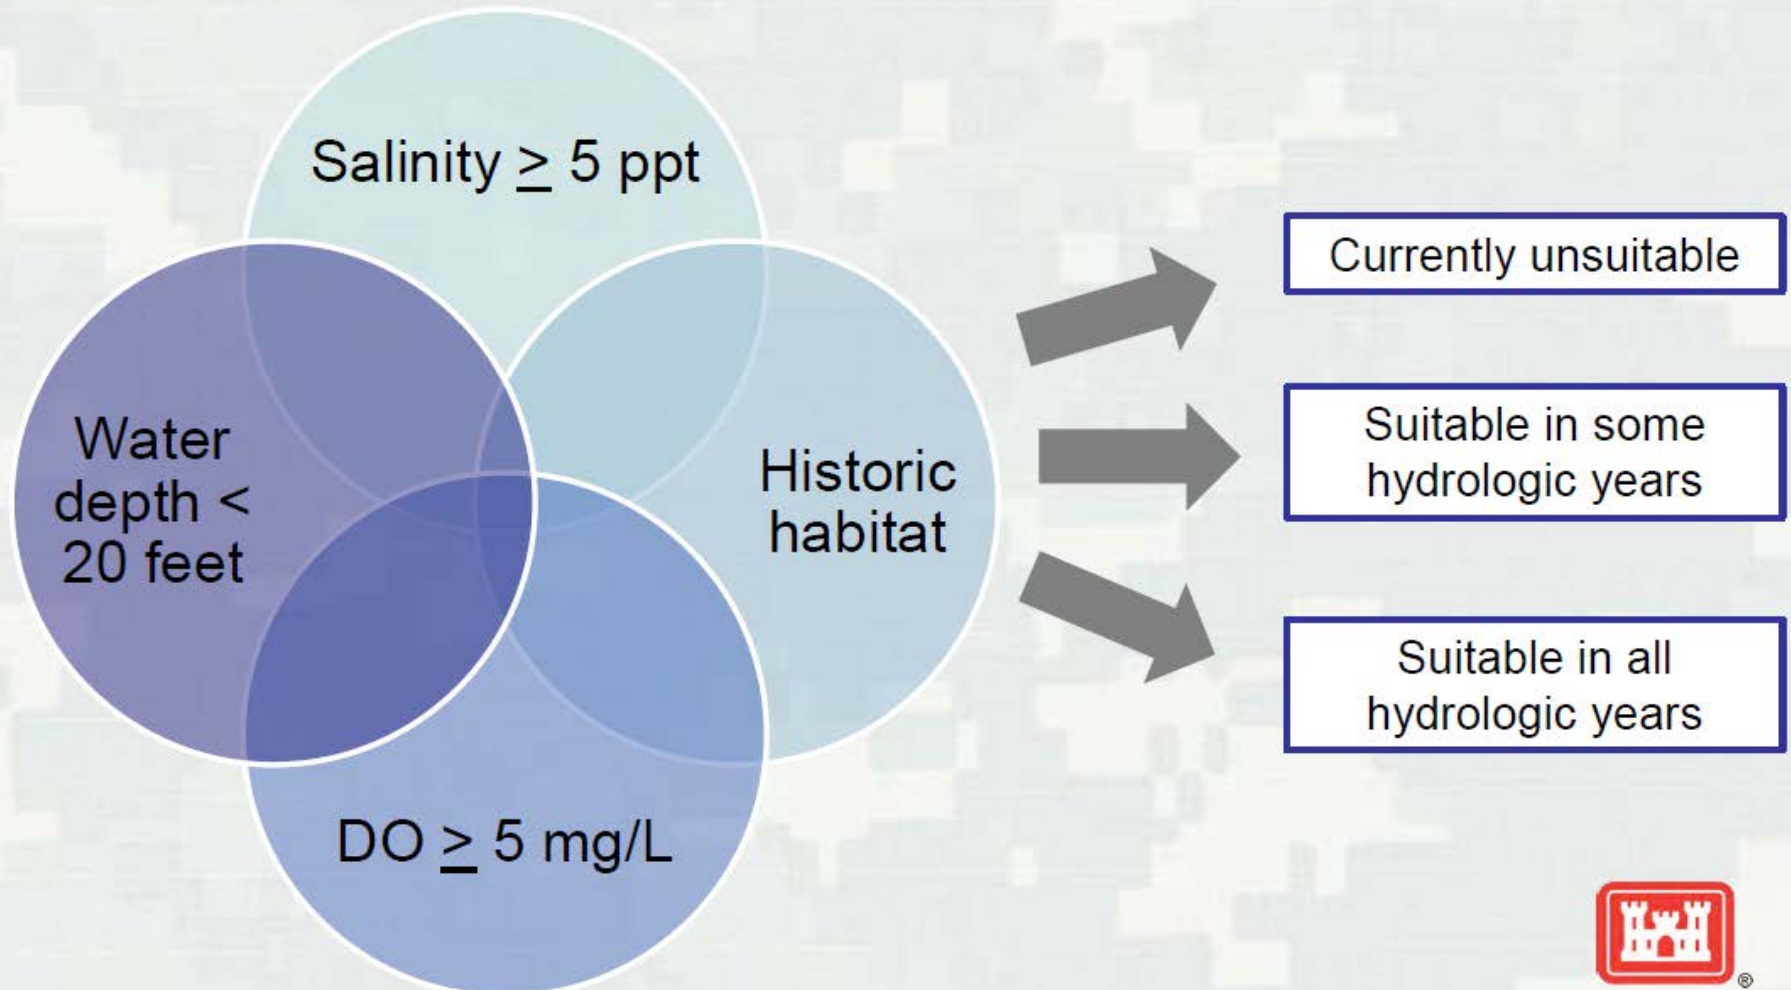 Salinity ≥ 5 ppt
Water
depth <
20 feet
Historic
habitat
DO ≥ 5 mg/L
Currently unsuitable
Suitable in some
hydrologic years
Suitable in all
hydrologic years
®